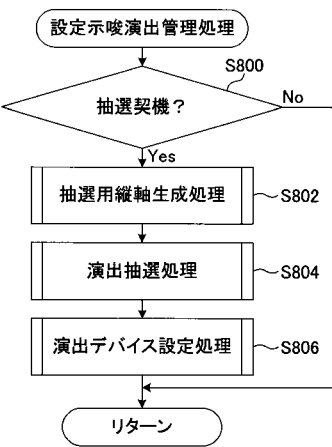 設定示唆演出管理処理
S800
抽選契機？
No
Yes
抽選用縦軸生成処理
S802
演出抽選処理
S804
演出デバイス設定処理
S806
リターン